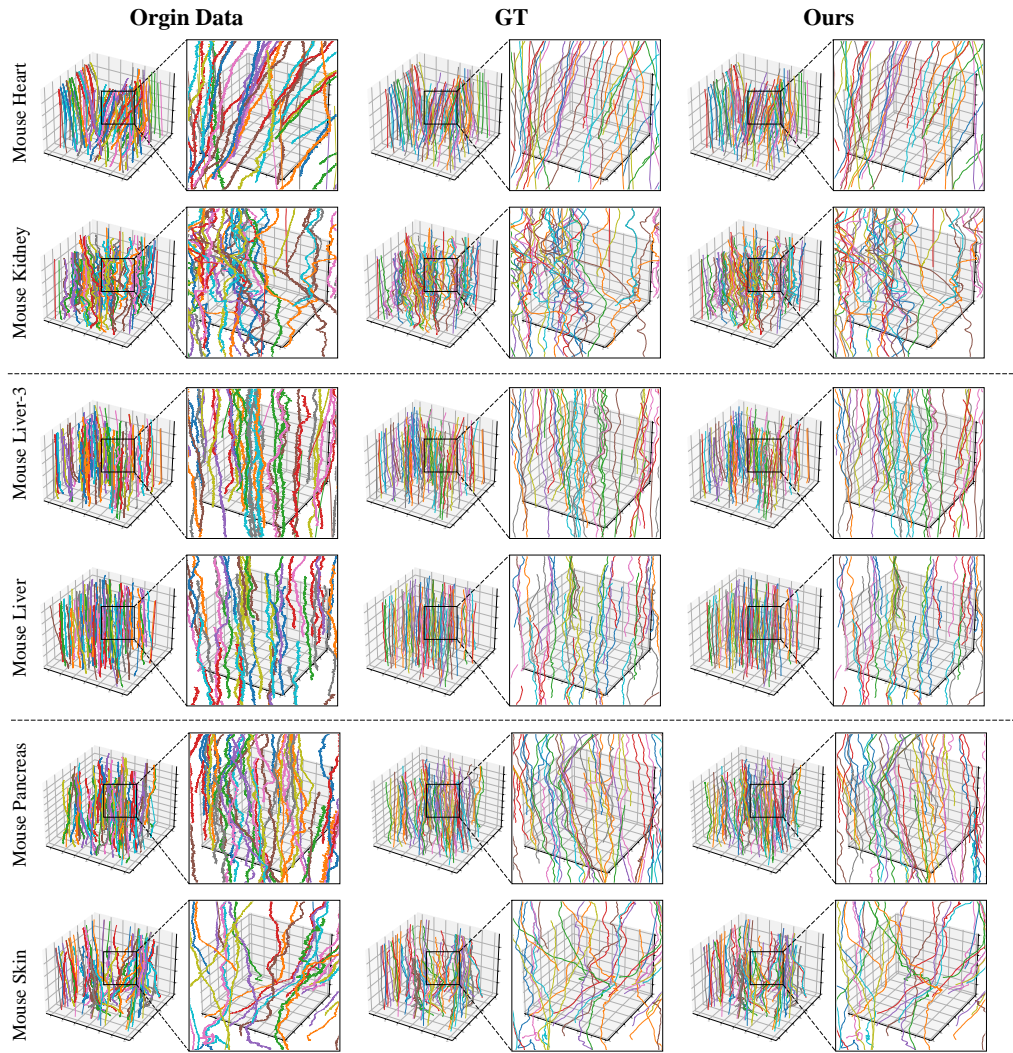 Orgin Data GT Ours
Mouse Heart
Mouse Kidney
Mouse Liver-3
Mouse Liver
Mouse Pancreas
Mouse Skin